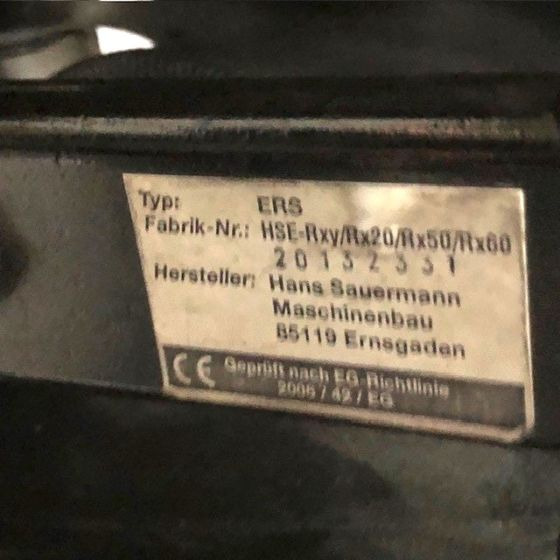 Typ: ERS
Fabrik-Nr.: HSE-Rxy/Rx20/Rx50/Rx60
20132331
Hersteller: Hans Sauermann
Maschinenbau
85119 Ernsgaden
CE Geprüft nach EG-Richtlinie
2006/42/EG